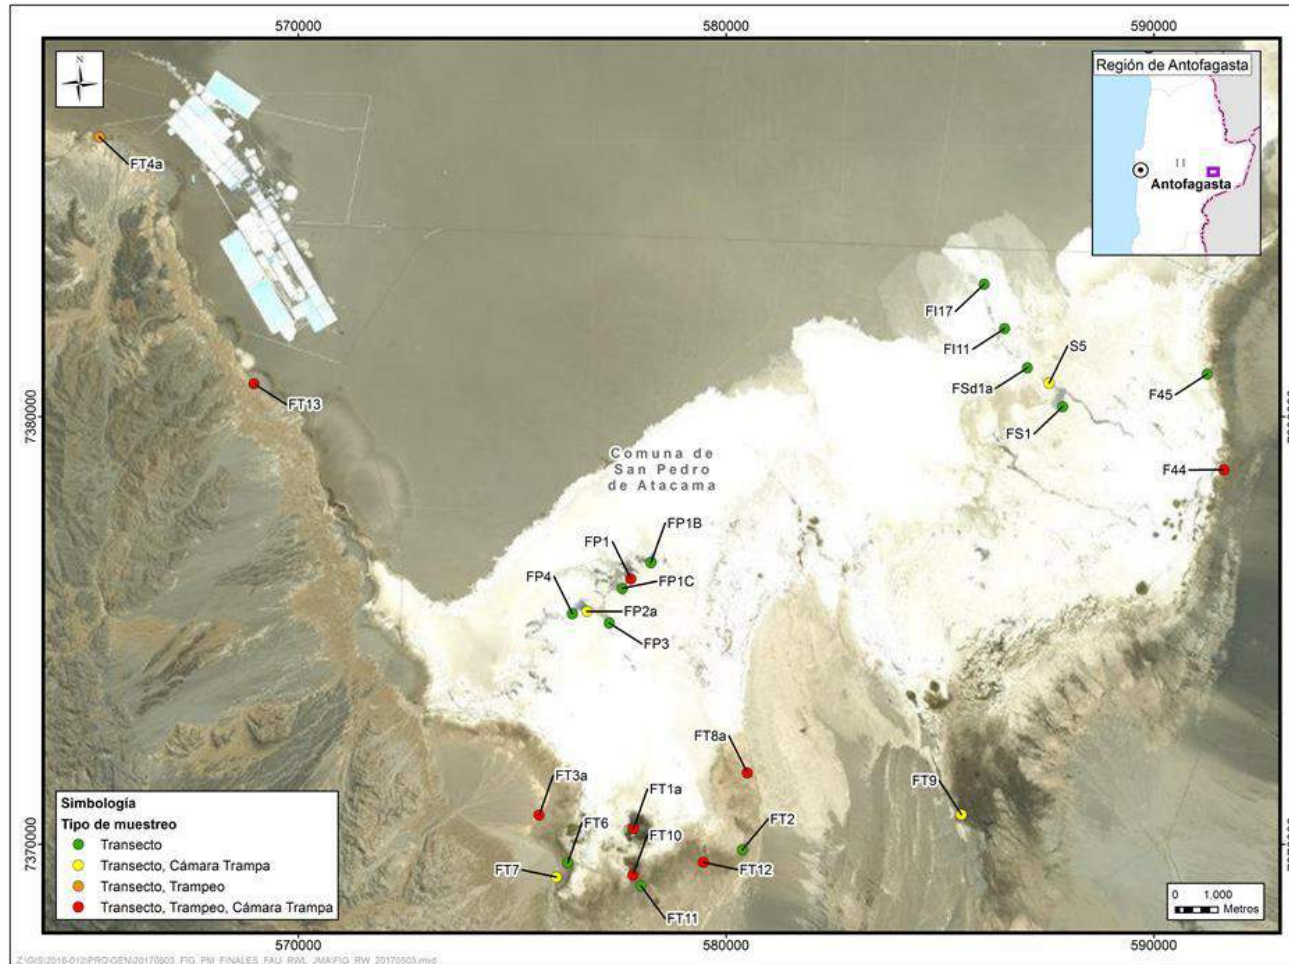 570000
580000
590000
N
Región de Antofagasta
II
Antofagasta
FT4a
FI17
FI11
S5
FSd1a
F45
FS1
FT13
7380000
F44
Comuna de
San Pedro
de Atacama
FP1B
FP1
FP1C
FP4
FP2a
FP3
FT8a
FT3a
FT1a
FT9
FT6
FT10
FT2
FT7
FT12
FT11
7370000
Simbología
Tipo de muestreo
Transecto
Transecto, Cámara Trampa
Transecto, Trampeo
Transecto, Trampeo, Cámara Trampa
0 1.000
Metros
570000
580000
590000